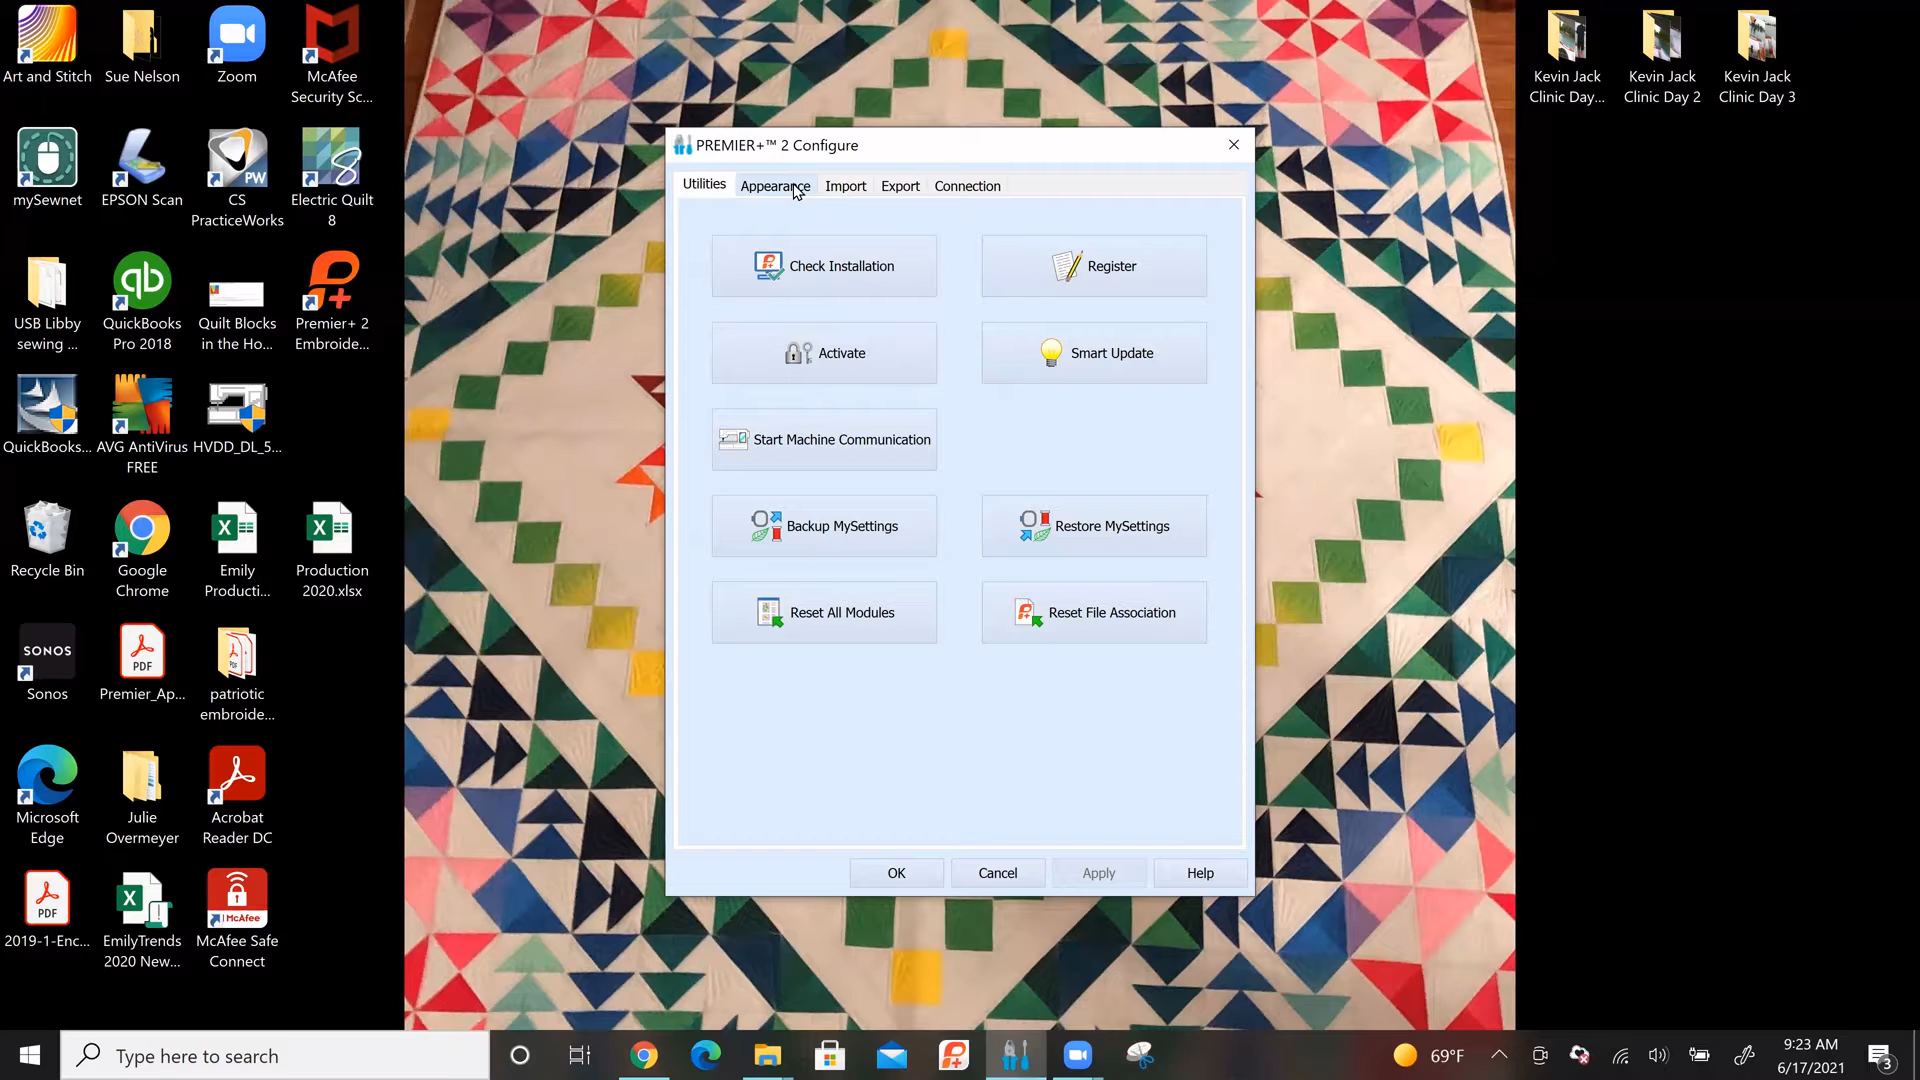 Art and Stitch
Sue Nelson
Zoom
McAfee
Security Sc...
mySewnet
EPSON Scan
CS
PracticeWorks
PW
Electric Quilt
8
USB Libby
sewing ...
QuickBooks
Pro 2018
qb
Quilt Blocks
in the Ho...
Premier+ 2
Embroide...
QuickBooks...
AVG AntiVirus
FREE
HVDD_DL_5...
Recycle Bin
Google
Chrome
Emily
Producti...
Production
2020.xlsx
SONOS
Sonos
PDF
Premier_Ap...
patriotic
embroide...
Microsoft
Edge
Julie
Overmeyer
Acrobat
Reader DC
PDF
2019-1-Enc...
EmilyTrends
2020 New...
McAfee
McAfee Safe
Connect
Kevin Jack
Clinic Day...
Kevin Jack
Clinic Day 2
Kevin Jack
Clinic Day 3
PREMIER+™ 2 Configure
Utilities
Appearance
Import
Export
Connection
Check Installation
Register
Activate
Smart Update
Start Machine Communication
Backup MySettings
Restore MySettings
Reset All Modules
Reset File Association
OK
Cancel
Apply
Help
Type here to search
69°F
9:23 AM
6/17/2021
3